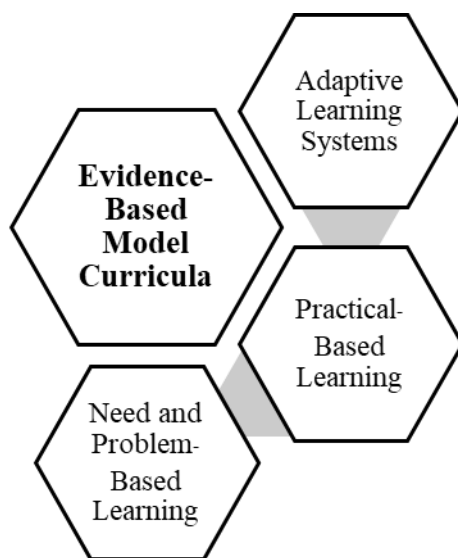 Adaptive
Learning
Systems
Evidence-
Based
Model
Curricula
Practical-
Based
Learning
Need and
Problem-
Based
Learning